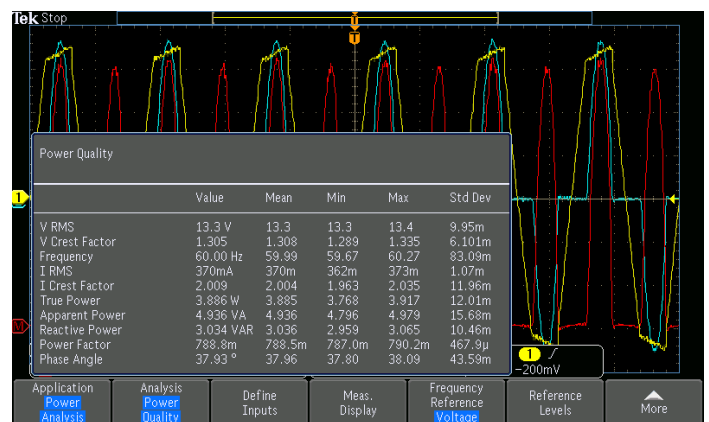 Tek Stop
T
Power Quality
Value Mean Min Max Std Dev
V RMS 13.3 V 13.3 13.3 13.4 9.95m
V Crest Factor 1.305 1.308 1.289 1.335 6.101m
Frequency 60.00 Hz 59.99 59.67 60.27 83.09m
I RMS 370mA 370m 362m 373m 1.07m
I Crest Factor 2.009 2.004 1.963 2.035 11.96m
True Power 3.886 W 3.885 3.768 3.917 12.01m
Apparent Power 4.936 VA 4.936 4.796 4.979 15.68m
Reactive Power 3.034 VAR 3.036 2.959 3.065 10.46m
Power Factor 788.8m 788.5m 787.0m 790.2m 467.9µ
Phase Angle 37.93 ° 37.96 37.80 38.09 43.59m
1
M
1
-200mV
Application Power Analysis
Analysis Power Quality
Define Inputs
Meas. Display
Frequency Reference Voltage
Reference Levels
More